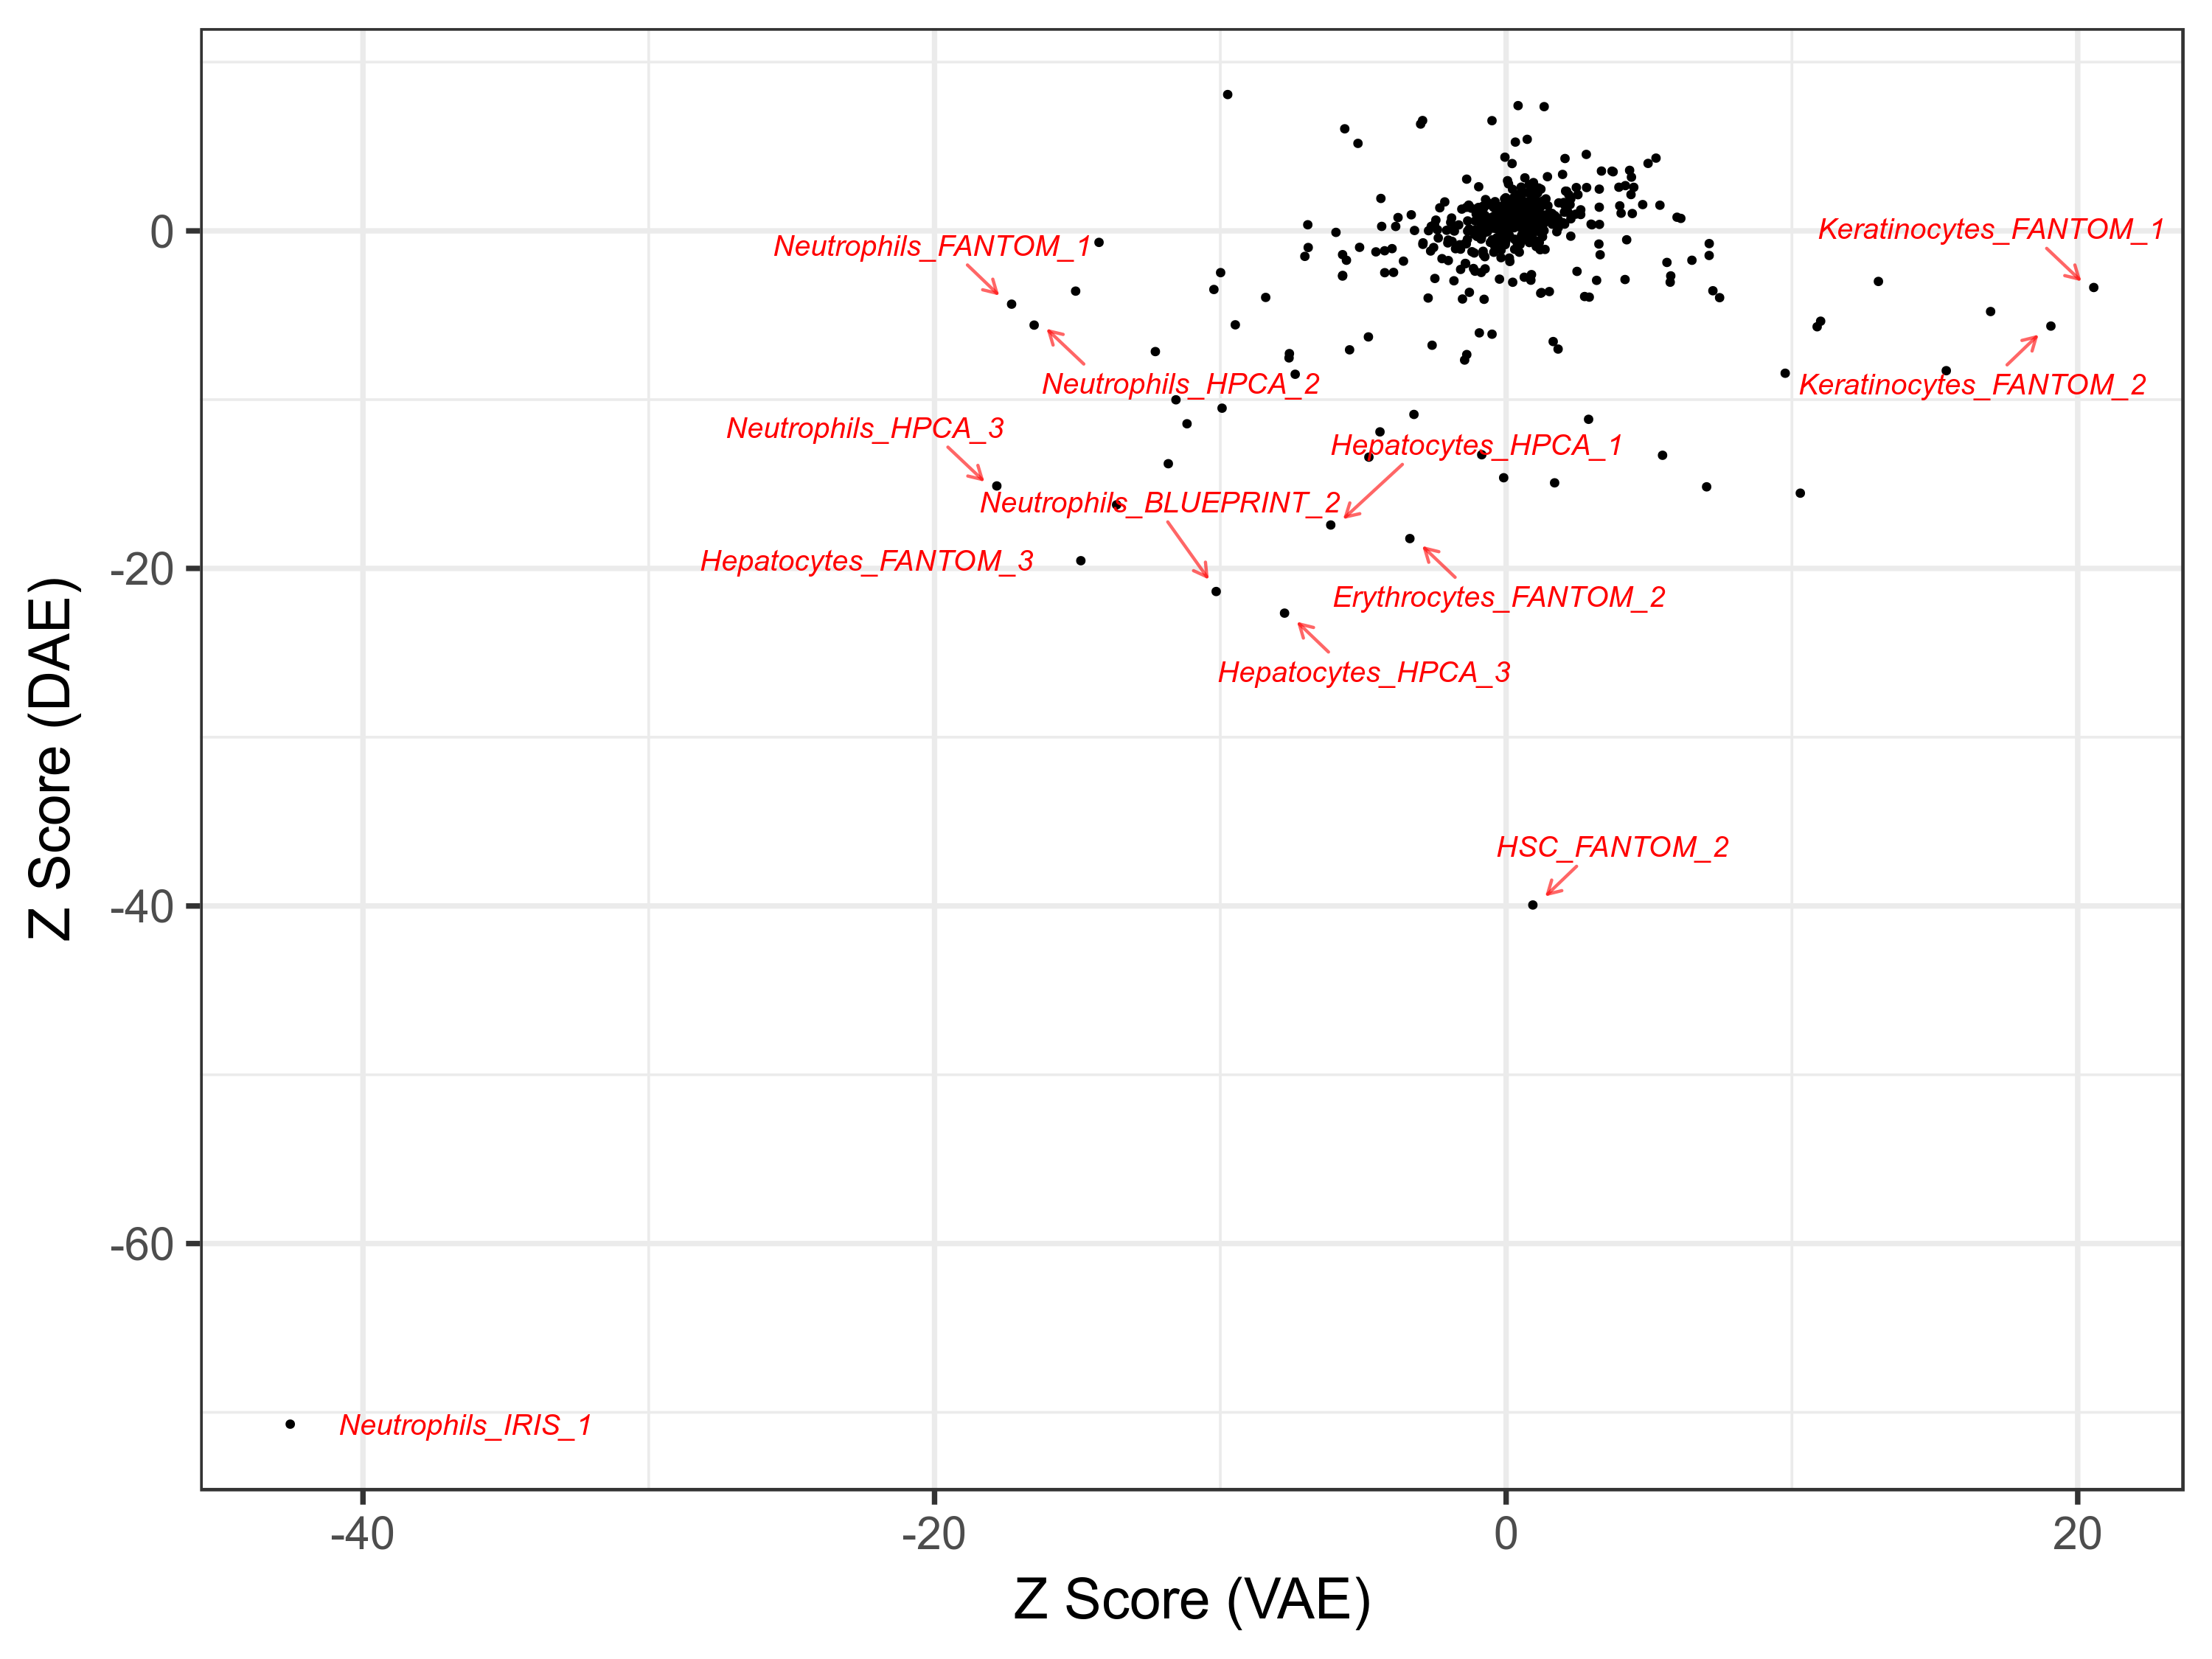 0
-20
-40
-60
Z Score (DAE)
Keratinocytes_FANTOM_1
Neutrophils_FANTOM_1
Neutrophils_HPCA_2
Keratinocytes_FANTOM_2
Neutrophils_HPCA_3
Hepatocytes_HPCA_1
Neutrophils_BLUEPRINT_2
Hepatocytes_FANTOM_3
Erythrocytes_FANTOM_2
Hepatocytes_HPCA_3
HSC_FANTOM_2
Neutrophils_IRIS_1
-40
-20
0
20
Z Score (VAE)